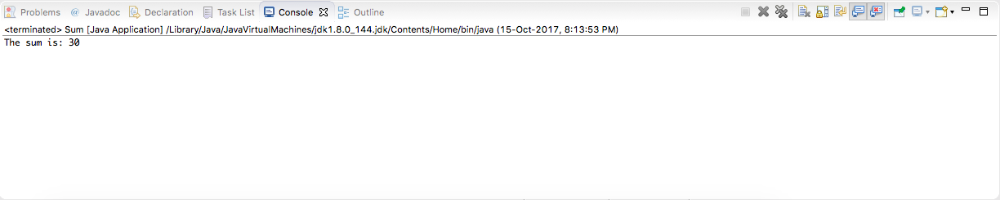 Problems @ Javadoc Declaration Task List Console Outline
<terminated> Sum [Java Application] /Library/Java/JavaVirtualMachines/jdk1.8.0_144.jdk/Contents/Home/bin/java (15-Oct-2017, 8:13:53 PM)
The sum is: 30